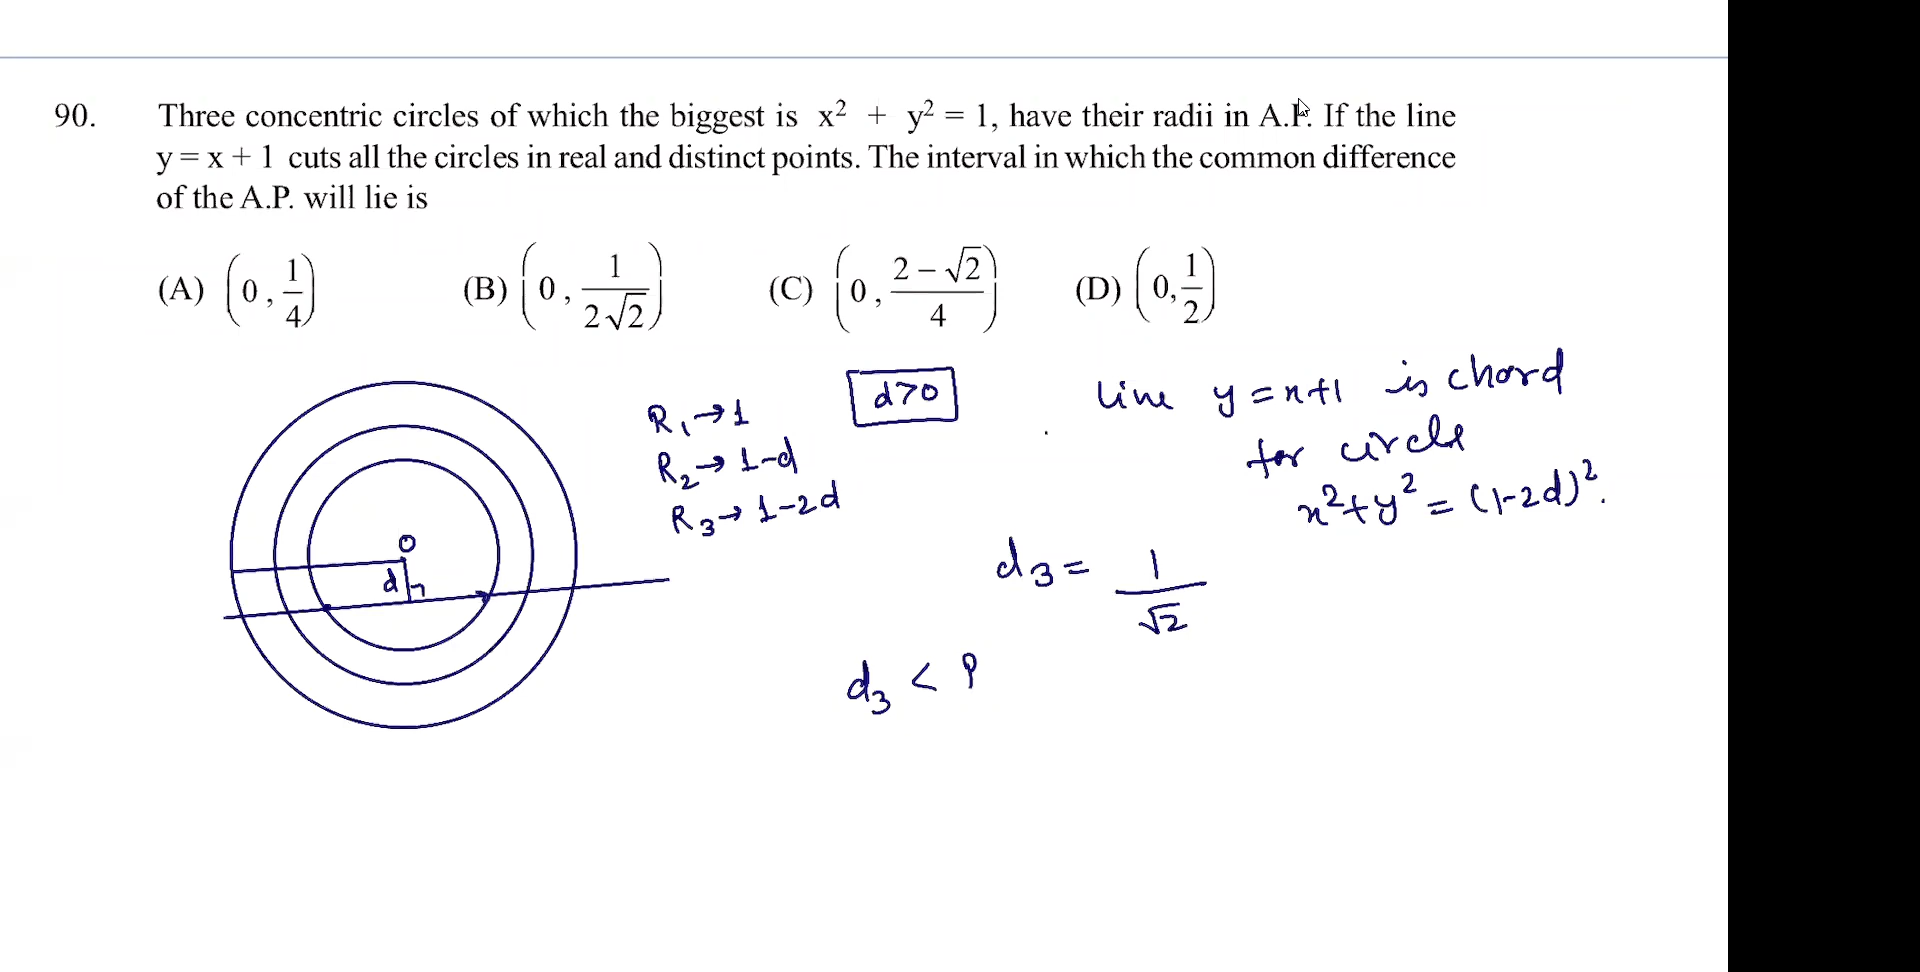 90. Three concentric circles of which the biggest is x² + y² = 1, have their radii in A.P. If the line
y = x + 1 cuts all the circles in real and distinct points. The interval in which the common difference
of the A.P. will lie is
(A) (0, 1/4) (B) (0, 1/(2√2)) (C) (0, (2 − √2)/4) (D) (0, 1/2)
R₁ → 1
R₂ → 1-d
R₃ → 1-2d
d>0
line y = x+1 is chord
for circle
x² + y² = (1-2d)².
O
d
d₃ = 1/√2
d₃ <